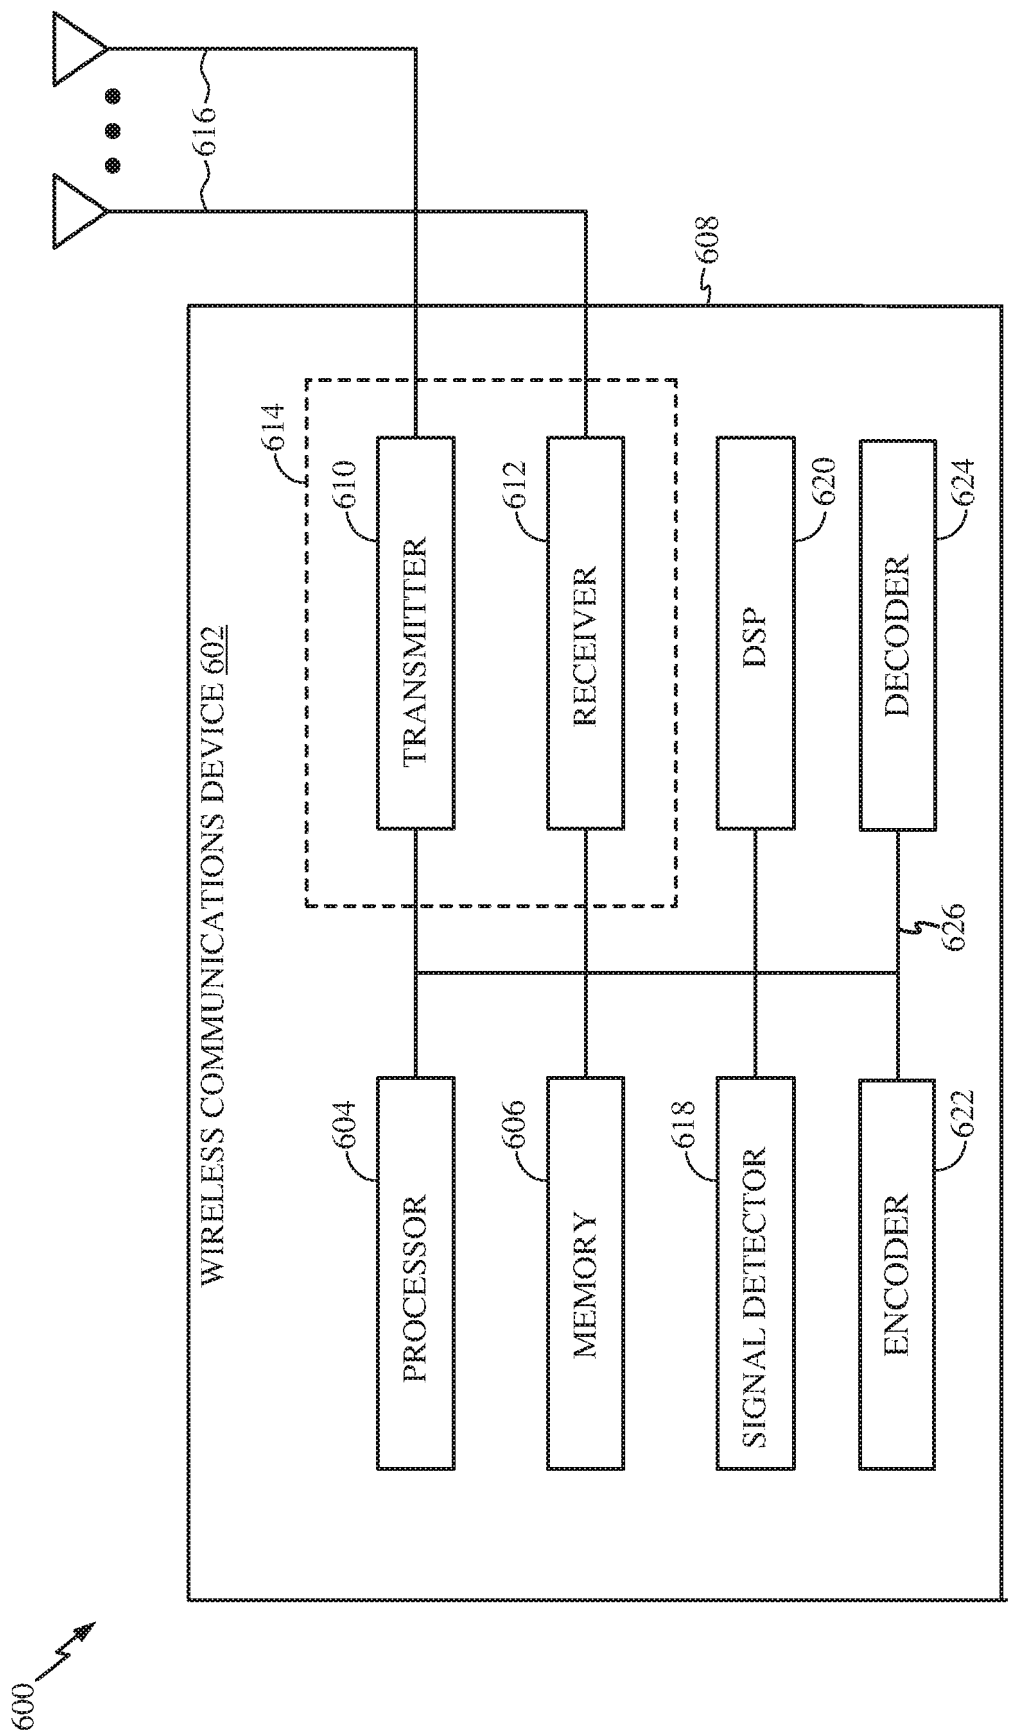 600
WIRELESS COMMUNICATIONS DEVICE 602
614
616
608
604
PROCESSOR
610
TRANSMITTER
606
MEMORY
612
RECEIVER
618
SIGNAL DETECTOR
620
DSP
622
ENCODER
624
DECODER
626